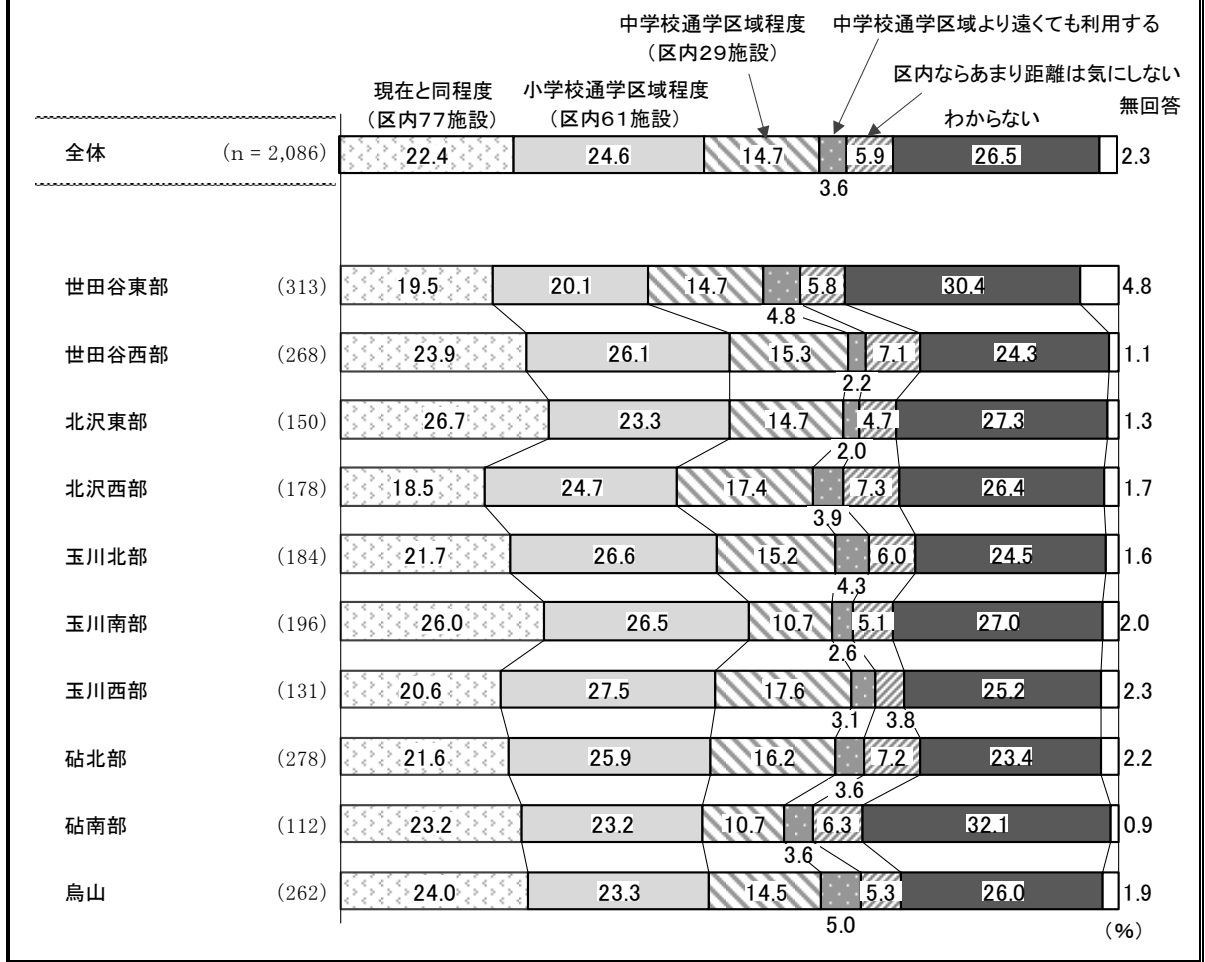 中学校通学区域程度 中学校通学区域より遠くても利用する
（区内２９施設）
区内ならあまり距離は気にしない
現在と同程度 小学校通学区域程度 無回答
（区内77施設） （区内61施設） わからない
全体 (n = 2,086) 22.4 24.6 14.7 5.9 26.5 2.3
3.6
世田谷東部 (313) 19.5 20.1 14.7 5.8 30.4 4.8
4.8
世田谷西部 (268) 23.9 26.1 15.3 7.1 24.3 1.1
2.2
北沢東部 (150) 26.7 23.3 14.7 4.7 27.3 1.3
2.0
北沢西部 (178) 18.5 24.7 17.4 7.3 26.4 1.7
3.9
玉川北部 (184) 21.7 26.6 15.2 6.0 24.5 1.6
4.3
玉川南部 (196) 26.0 26.5 10.7 5.1 27.0 2.0
2.6
玉川西部 (131) 20.6 27.5 17.6 25.2 2.3
3.1 3.8
砧北部 (278) 21.6 25.9 16.2 7.2 23.4 2.2
3.6
砧南部 (112) 23.2 23.2 10.7 6.3 32.1 0.9
3.6
烏山 (262) 24.0 23.3 14.5 5.3 26.0 1.9
5.0 （％）